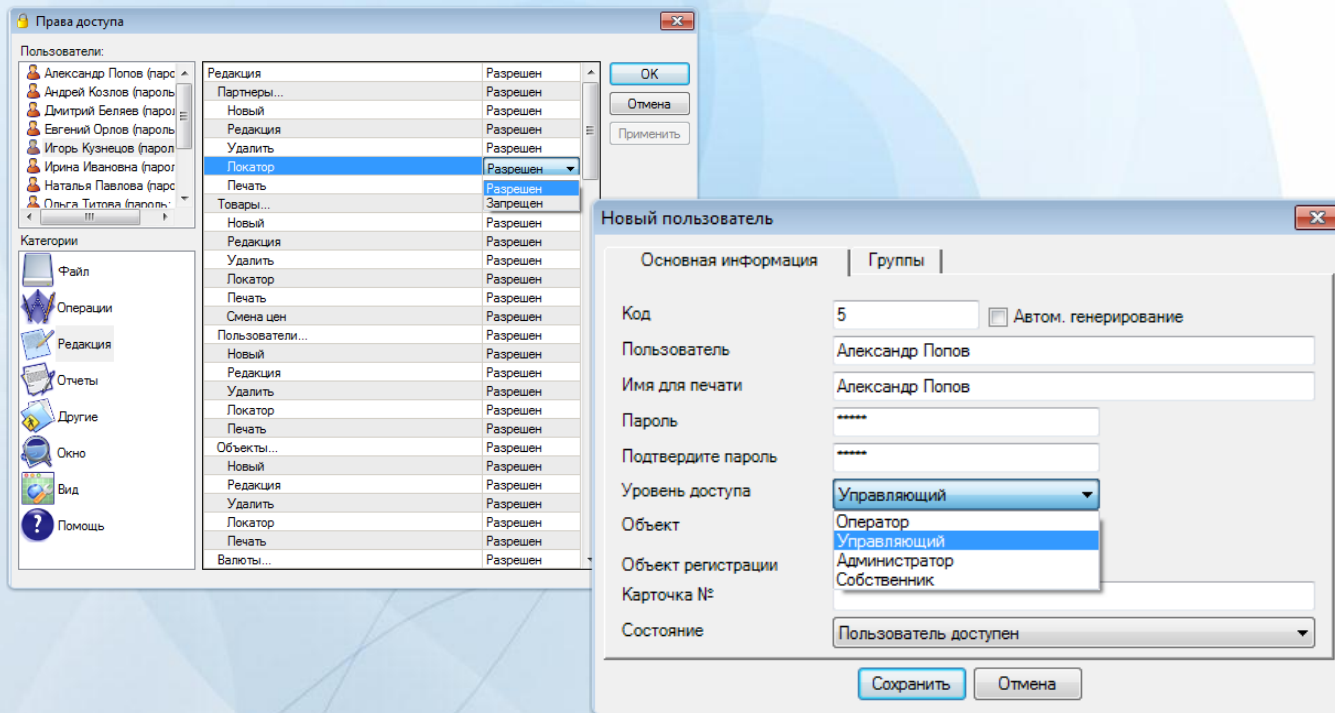 Права доступа
Пользователи:
Александр Попов (парс
Андрей Козлов (пароль
Дмитрий Беляев (парол
Евгений Орлов (пароль
Игорь Кузнецов (парол
Ирина Ивановна (парол
Наталья Павлова (парс
Ольга Титова (пароль:
Категории
Файл
Операции
Редакция
Отчеты
Другие
Окно
Вид
Помощь
Редакция Разрешен
Партнеры... Разрешен
Новый Разрешен
Редакция Разрешен
Удалить Разрешен
Локатор Разрешен
Разрешен
Запрещен
Печать
Товары...
Новый Разрешен
Редакция Разрешен
Удалить Разрешен
Локатор Разрешен
Печать Разрешен
Смена цен Разрешен
Пользователи... Разрешен
Новый Разрешен
Редакция Разрешен
Удалить Разрешен
Локатор Разрешен
Печать Разрешен
Объекты... Разрешен
Новый Разрешен
Редакция Разрешен
Удалить Разрешен
Локатор Разрешен
Печать Разрешен
Валюты... Разрешен
OK
Отмена
Применить
Новый пользователь
Основная информация Группы
Код 5 Автом. генерирование
Пользователь Александр Попов
Имя для печати Александр Попов
Пароль *****
Подтвердите пароль *****
Уровень доступа Управляющий
Оператор
Управляющий
Администратор
Собственник
Объект
Объект регистрации
Карточка №
Состояние Пользователь доступен
Сохранить Отмена